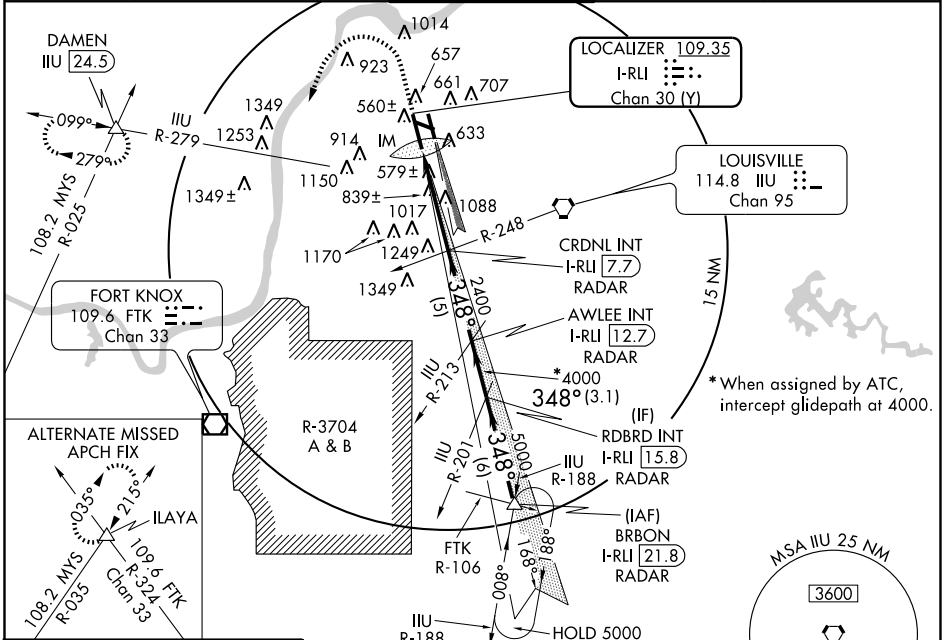 1014
DAMEN
IIU 24.5
923
657
661
707
LOCALIZER 109.35
I-RLI
Chan 30 (Y)
099°
279°
IIU
R-279
1349
1253
560±
IM
633
914
1150
579±
839±
1349±
108.2 MYS
R-025
LOUISVILLE
114.8 IIU
Chan 95
1017
1088
R-248
1170
1249
1349
CRDNL INT
I-RLI 7.7
RADAR
15 NM
FORT KNOX
109.6 FTK
Chan 33
348°
(5)
2400
AWLEE INT
I-RLI 12.7
RADAR
IIU
R-213
*4000
348° (3.1)
*When assigned by ATC,
intercept glidepath at 4000.
R-3704
A & B
(IF)
RDBRD INT
I-RLI 15.8
RADAR
ALTERNATE MISSED
APCH FIX
035°
215°
ILAYA
108.2 MYS
R-035
109.6 FTK
R-324
Chan 33
IIU
R-201
(6)
348°
5000
IIU
R-188
(IAF)
BRBON
I-RLI 21.8
RADAR
FTK
R-106
008°
188°
168°
IIU
R-188
HOLD 5000
MSA IIU 25 NM
3600